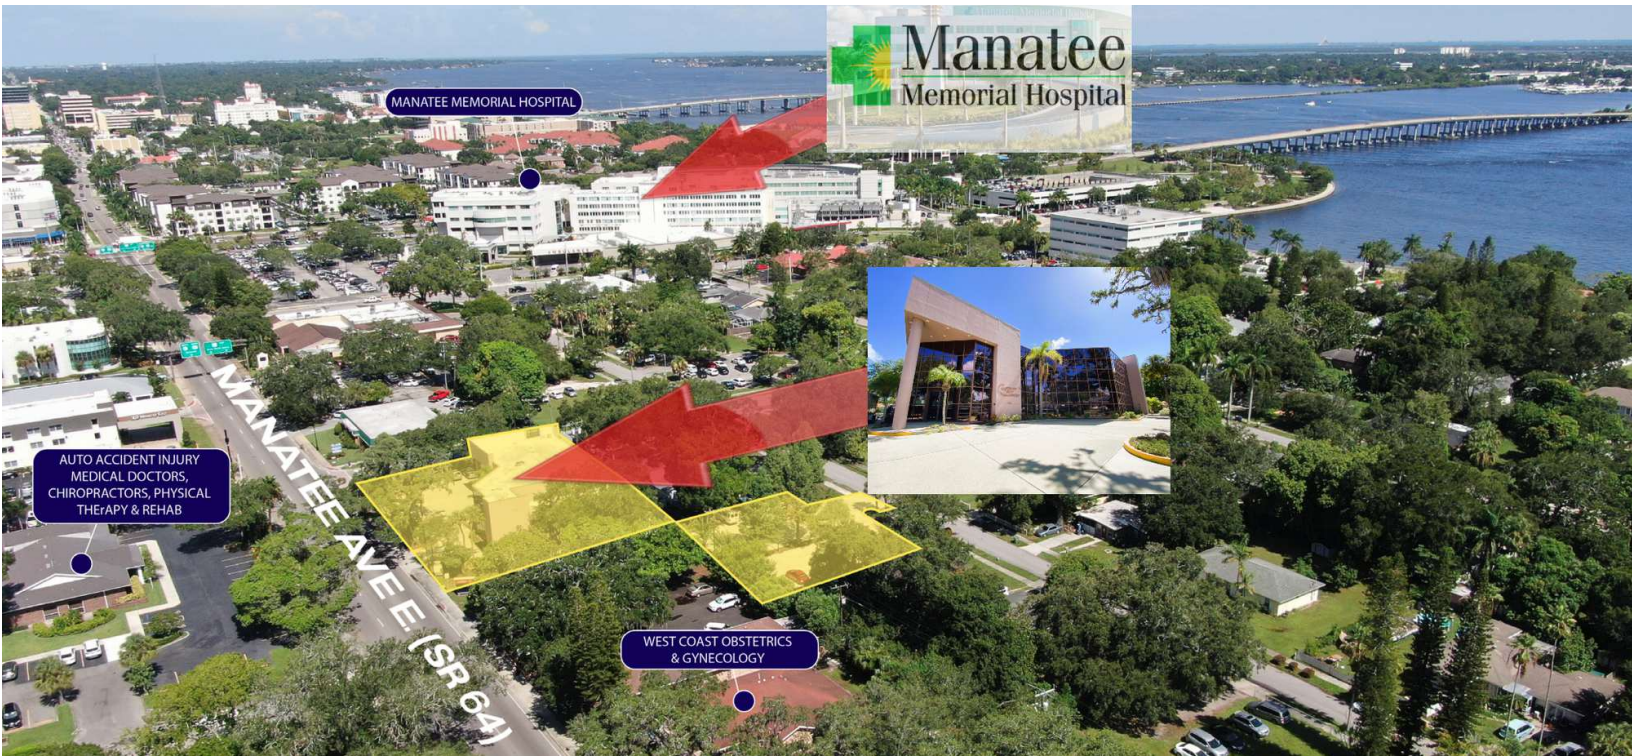 Manatee
Memorial Hospital
MANATEE MEMORIAL HOSPITAL
AUTO ACCIDENT INJURY
MEDICAL DOCTORS,
CHIROPRACTORS, PHYSICAL
THErAPY & REHAB
MANATEE AVE E (SR 64)
WEST COAST OBSTETRICS
& GYNECOLOGY